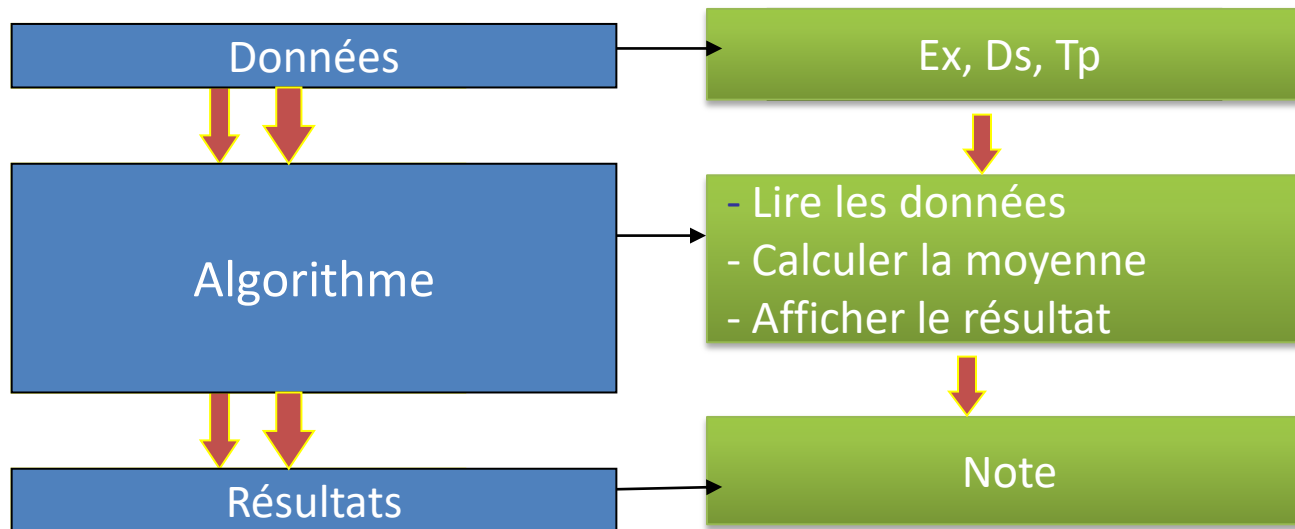 Données
Ex, Ds, Tp
Algorithme
- Lire les données
- Calculer la moyenne
- Afficher le résultat
Résultats
Note